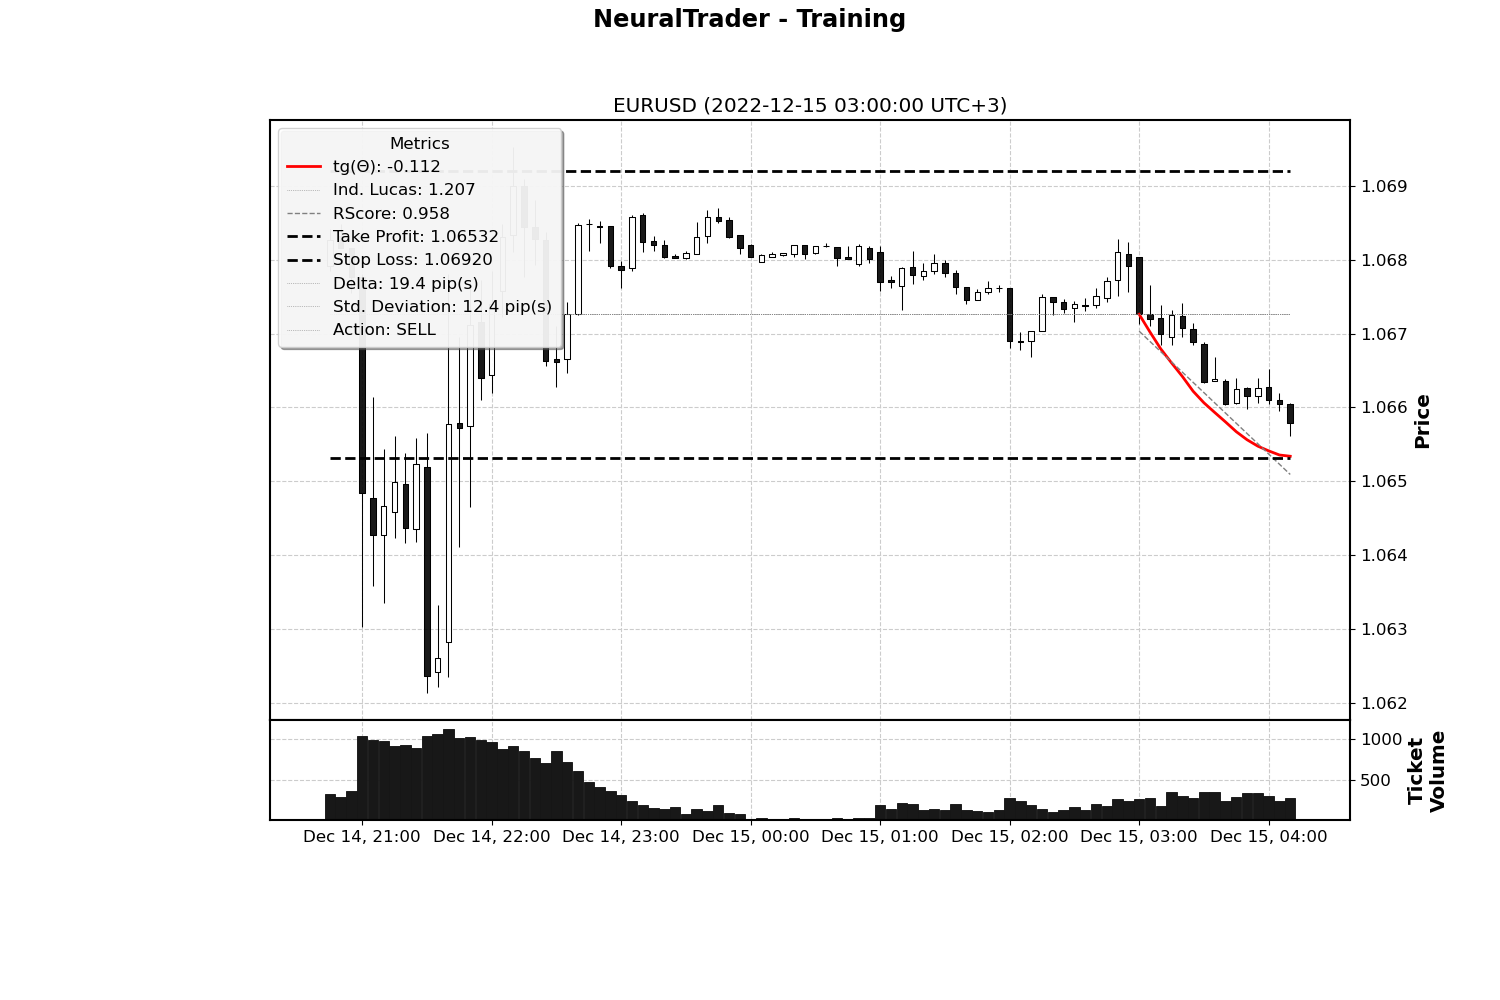 NeuralTrader - Training
EURUSD (2022-12-15 03:00:00 UTC+3)
Metrics
tg(Θ): -0.112
Ind. Lucas: 1.207
RScore: 0.958
Take Profit: 1.06532
Stop Loss: 1.06920
Delta: 19.4 pip(s)
Std. Deviation: 12.4 pip(s)
Action: SELL
1.069
1.068
1.067
1.066
1.065
1.064
1.063
1.062
Price
1000
500
Ticket
Volume
Dec 14, 21:00 Dec 14, 22:00 Dec 14, 23:00 Dec 15, 00:00 Dec 15, 01:00 Dec 15, 02:00 Dec 15, 03:00 Dec 15, 04:00